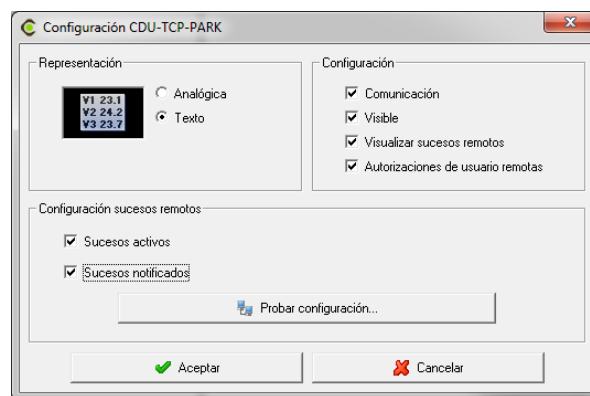 Configuración CDU-TCP-PARK
Representación
V1 23.1
V2 24.2
V3 23.7
Analógica
Texto
Configuración
Comunicación
Visible
Visualizar sucesos remotos
Autorizaciones de usuario remotas
Configuración sucesos remotos
Sucesos activos
Sucesos notificados
Probar configuración...
Aceptar
Cancelar